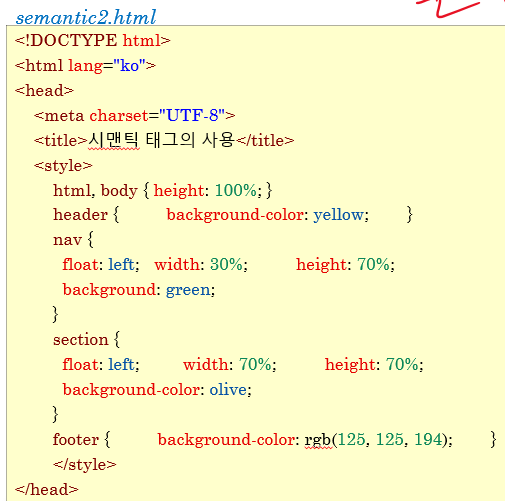 semantic2.html
<!DOCTYPE html>
<html lang="ko">
<head>
<meta charset="UTF-8">
<title>시맨틱 태그의 사용</title>
<style>
html, body { height: 100%; }
header { background-color: yellow; }
nav {
float: left; width: 30%; height: 70%;
background: green;
}
section {
float: left; width: 70%; height: 70%;
background-color: olive;
}
footer { background-color: rgb(125, 125, 194); }
</style>
</head>